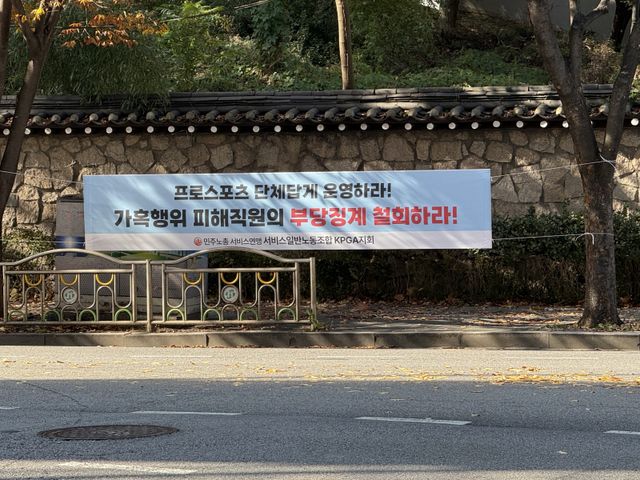 프로스포츠 단체답게 운영하라!
가혹행위 피해직원의 부당징계 철회하라!
민주노총 서비스연맹 서비스일반노동조합 KPGA지회